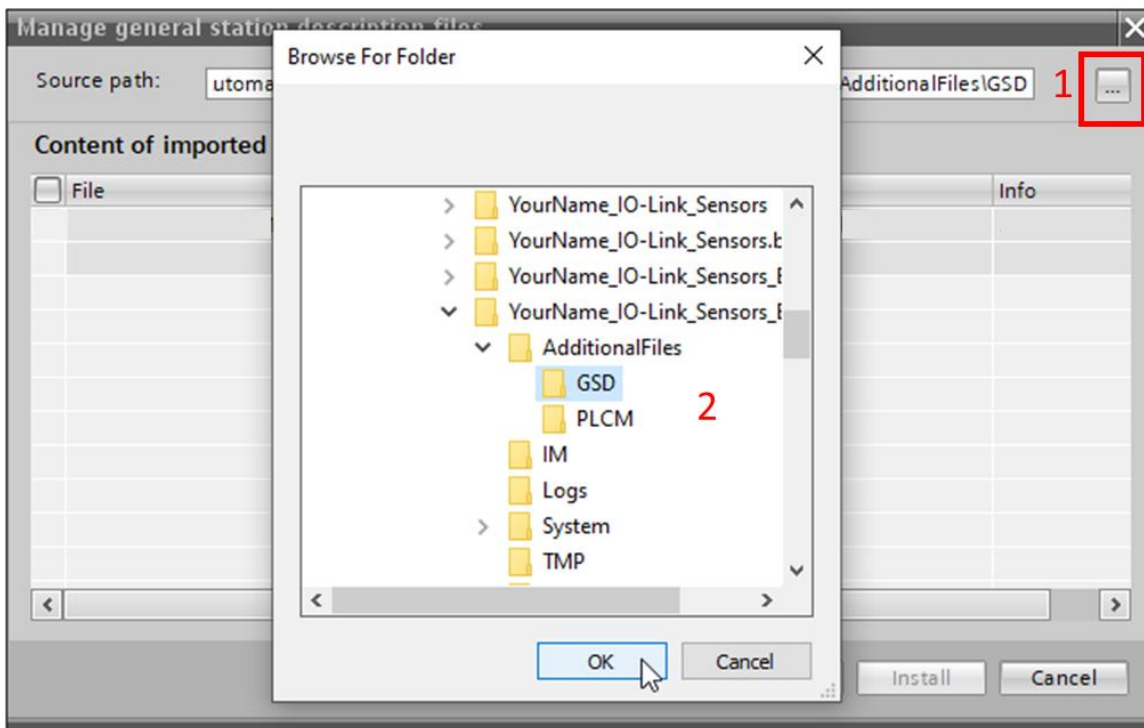 Manage general station description files
Browse For Folder
Source path:
utoma
AdditionalFiles\GSD
1
...
Content of imported
File
Info
YourName_IO-Link_Sensors
YourName_IO-Link_Sensors.b
YourName_IO-Link_Sensors_E
YourName_IO-Link_Sensors_E
AdditionalFiles
GSD
PLCM
2
IM
Logs
System
TMP
OK
Cancel
Install
Cancel